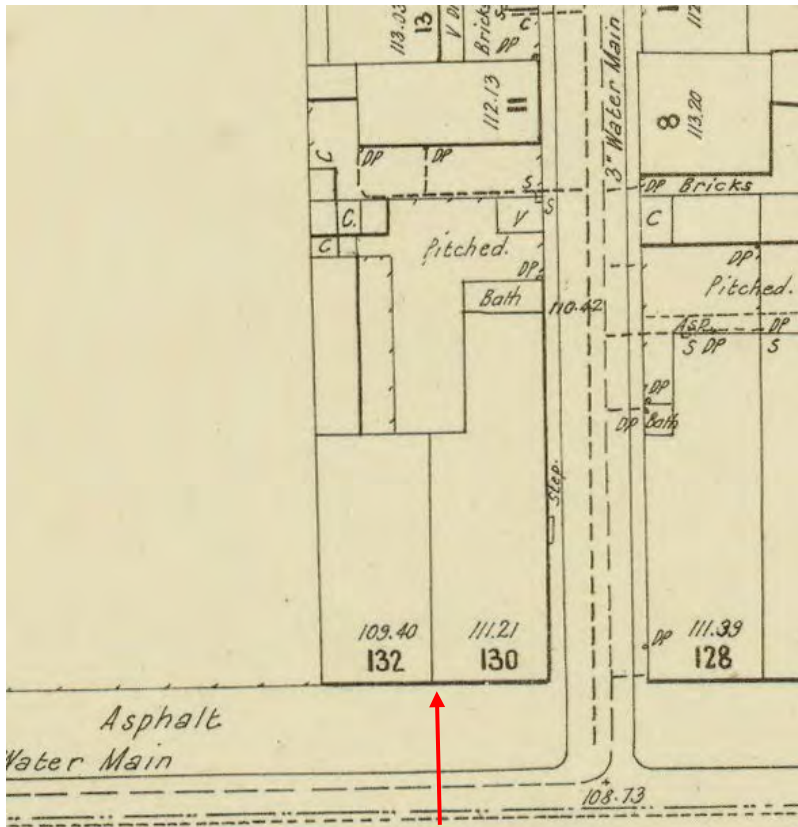 113.03
13
V
Bricks
DP
S
C
112.13
11
3" Water Main
8
113.20
C
DP
DP
S
DP
Bricks
C.
V
S
C
C
Pitched.
DP
DP
Pitched.
Bath
110.42
Asp.
DP
S DP
S
DP
DP
Bath
Step.
109.40
132
111.21
130
DP
111.39
128
Asphalt
Water Main
108.73